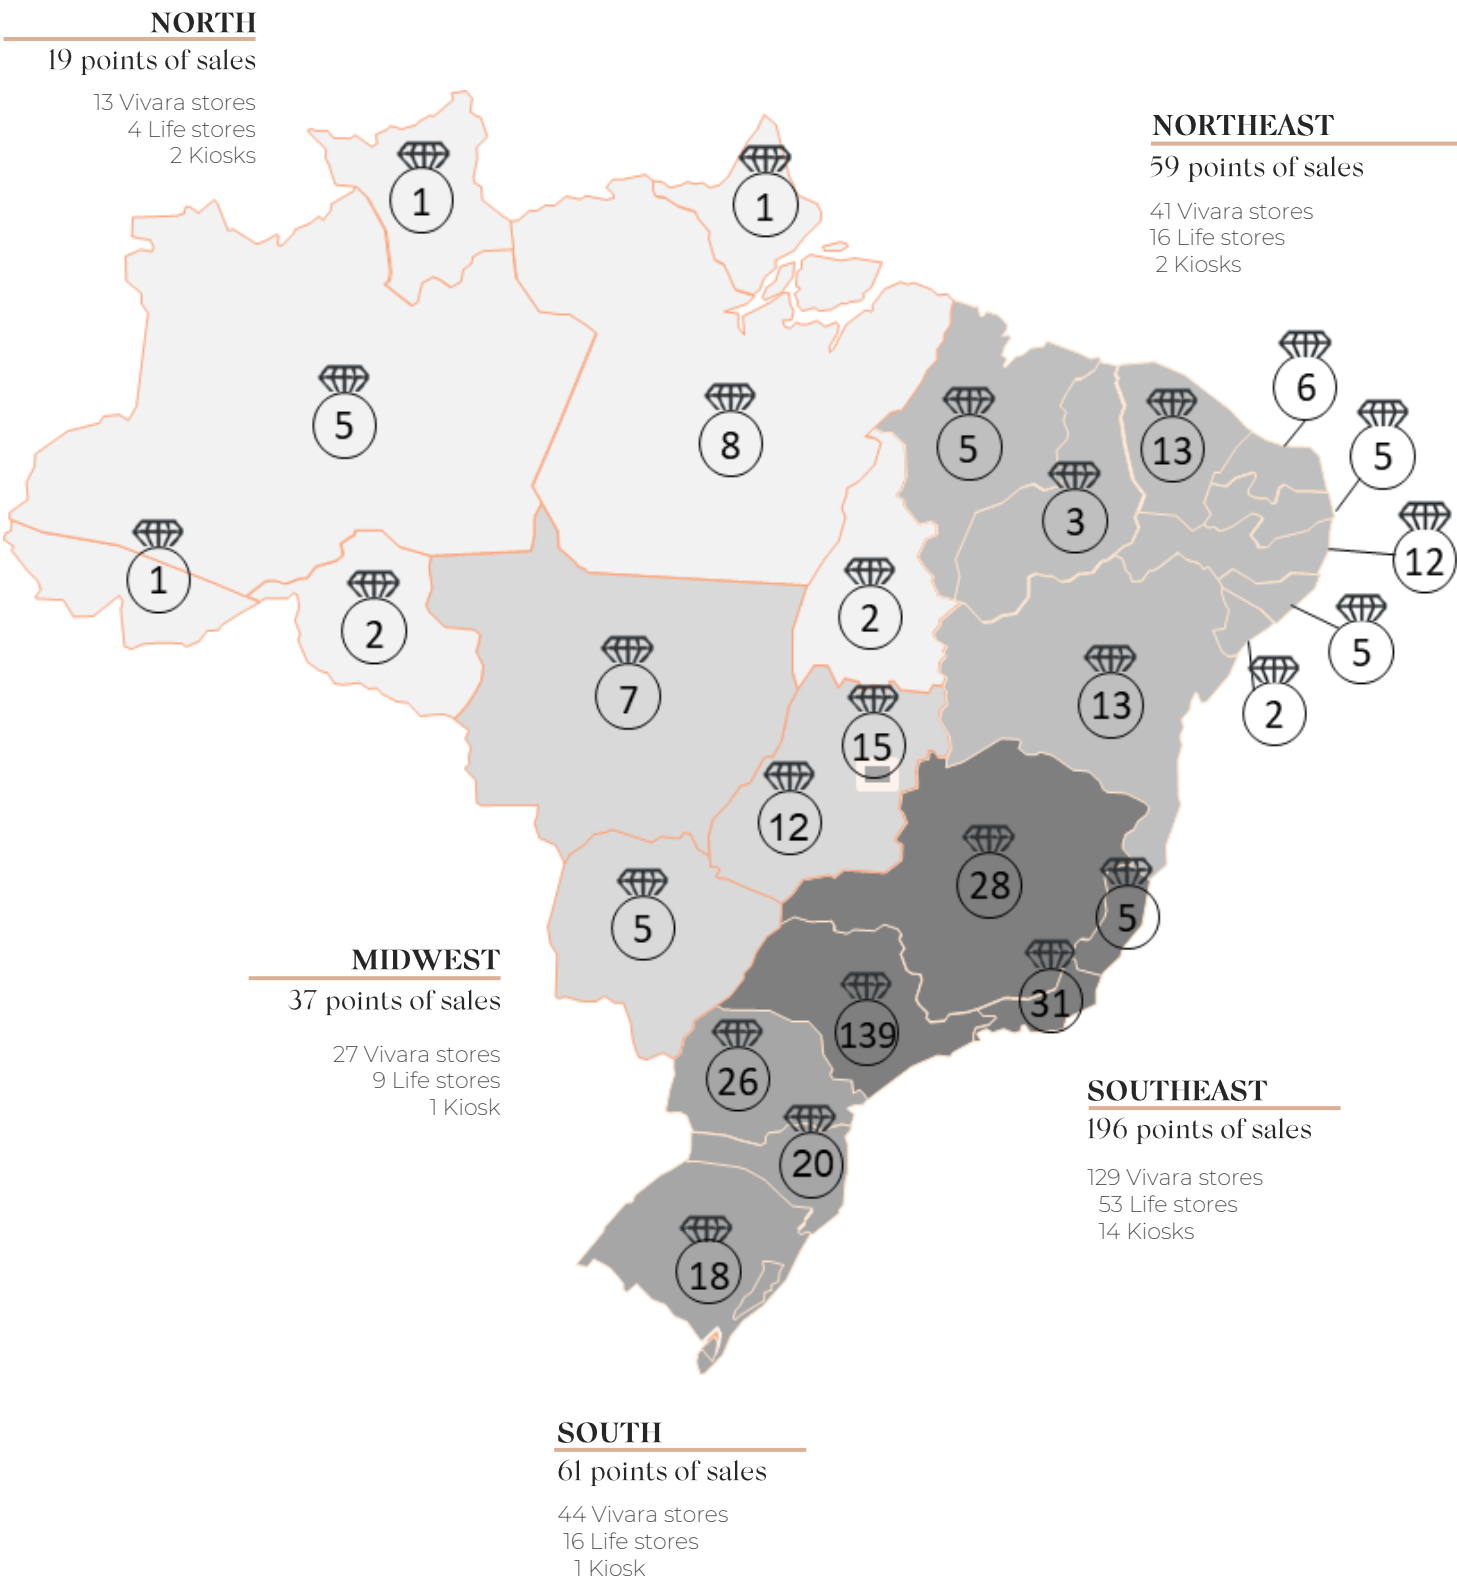 NORTH
19 points of sales
13 Vivara stores
4 Life stores
2 Kiosks
NORTHEAST
59 points of sales
41 Vivara stores
16 Life stores
2 Kiosks
1
1
6
5
8
5
13
5
3
12
1
2
2
5
7
13
2
15
12
28
5
5
31
139
MIDWEST
37 points of sales
27 Vivara stores
9 Life stores
1 Kiosk
26
20
18
SOUTHEAST
196 points of sales
129 Vivara stores
53 Life stores
14 Kiosks
SOUTH
61 points of sales
44 Vivara stores
16 Life stores
1 Kiosk